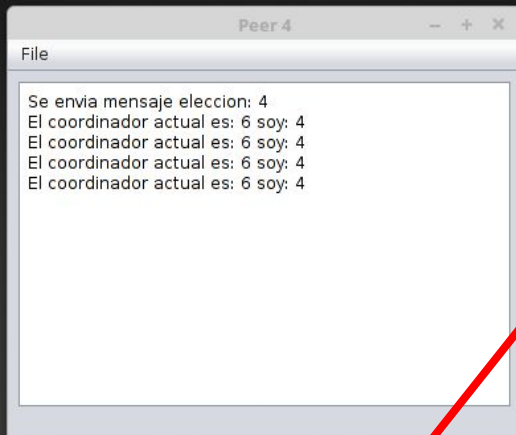 Peer 4
File
Se envia mensaje eleccion: 4
El coordinador actual es: 6 soy: 4
El coordinador actual es: 6 soy: 4
El coordinador actual es: 6 soy: 4
El coordinador actual es: 6 soy: 4